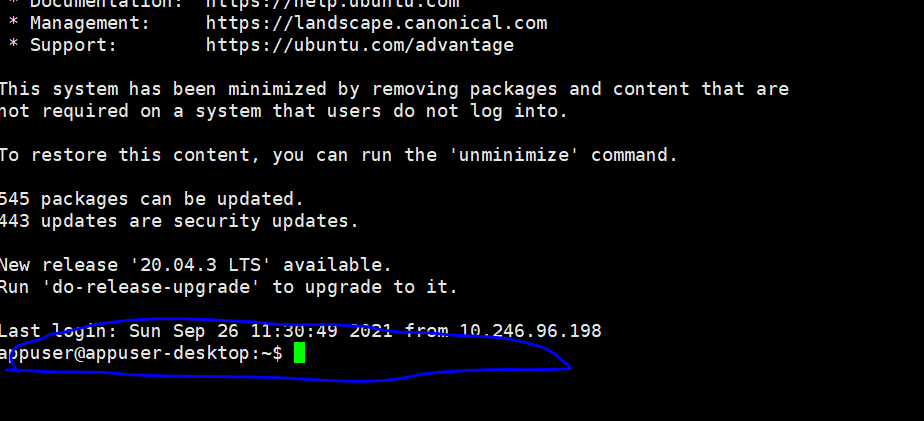 * Documentation:  https://help.ubuntu.com
* Management:     https://landscape.canonical.com
* Support:        https://ubuntu.com/advantage
This system has been minimized by removing packages and content that are
not required on a system that users do not log into.
To restore this content, you can run the 'unminimize' command.
545 packages can be updated.
443 updates are security updates.
New release '20.04.3 LTS' available.
Run 'do-release-upgrade' to upgrade to it.
Last login: Sun Sep 26 11:30:49 2021 from 10.246.96.198
appuser@appuser-desktop:~$